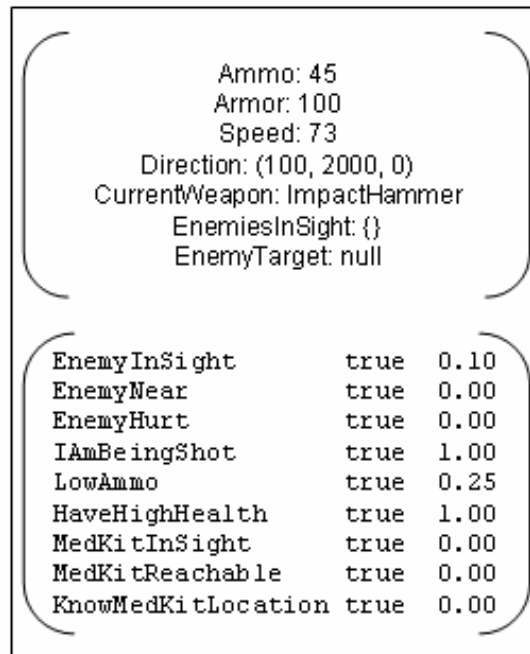 Ammo: 45
Armor: 100
Speed: 73
Direction: (100, 2000, 0)
CurrentWeapon: ImpactHammer
EnemiesInSight: {}
EnemyTarget: null
EnemyInSight true 0.10
EnemyNear true 0.00
EnemyHurt true 0.00
IAmBeingShot true 1.00
LowAmmo true 0.25
HaveHighHealth true 1.00
MedKitInSight true 0.00
MedKitReachable true 0.00
KnowMedKitLocation true 0.00